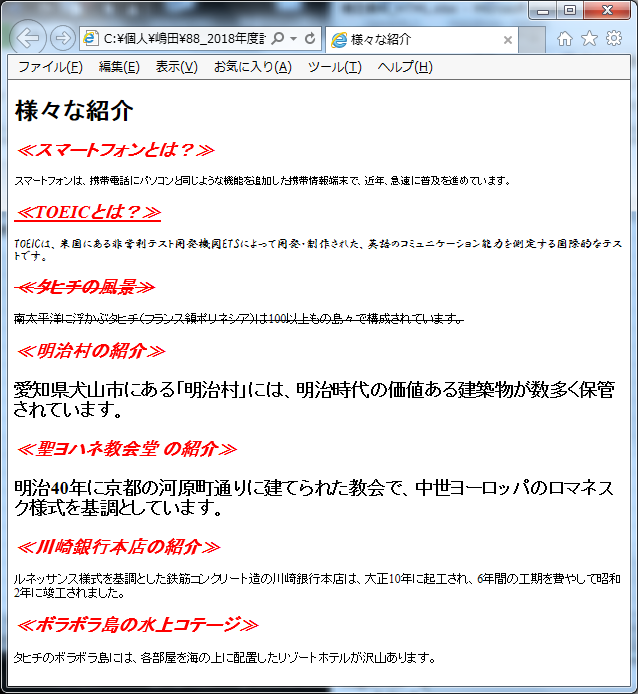 C:¥個人¥嶋田¥88_2018年度
様々な紹介
ファイル(F) 編集(E) 表示(V) お気に入り(A) ツール(T) ヘルプ(H)
様々な紹介
≪スマートフォンとは？≫
スマートフォンは、携帯電話にパソコンと同じような機能を追加した携帯情報端末で、近年、急速に普及を進めています。
≪TOEICとは？≫
TOEICは、米国にある非営利テスト開発機関ETSによって開発・制作された、英語のコミュニケーション能力を測定する国際的なテス
トです。
≪タヒチの風景≫
南太平洋に浮かぶタヒチ(フランス領ポリネシア)は100以上もの島々で構成されています。
≪明治村の紹介≫
愛知県犬山市にある「明治村」には、明治時代の価値ある建築物が数多く保管
されています。
≪聖ヨハネ教会堂 の紹介≫
明治40年に京都の河原町通りに建てられた教会で、中世ヨーロッパのロマネス
ク様式を基調としています。
≪川崎銀行本店の紹介≫
ルネッサンス様式を基調とした鉄筋コンクリート造の川崎銀行本店は、大正10年に起工され、6年間の工期を費やして昭和
2年に竣工されました。
≪ボラボラ島の水上コテージ≫
タヒチのボラボラ島には、各部屋を海の上に配置したリゾートホテルが沢山あります。